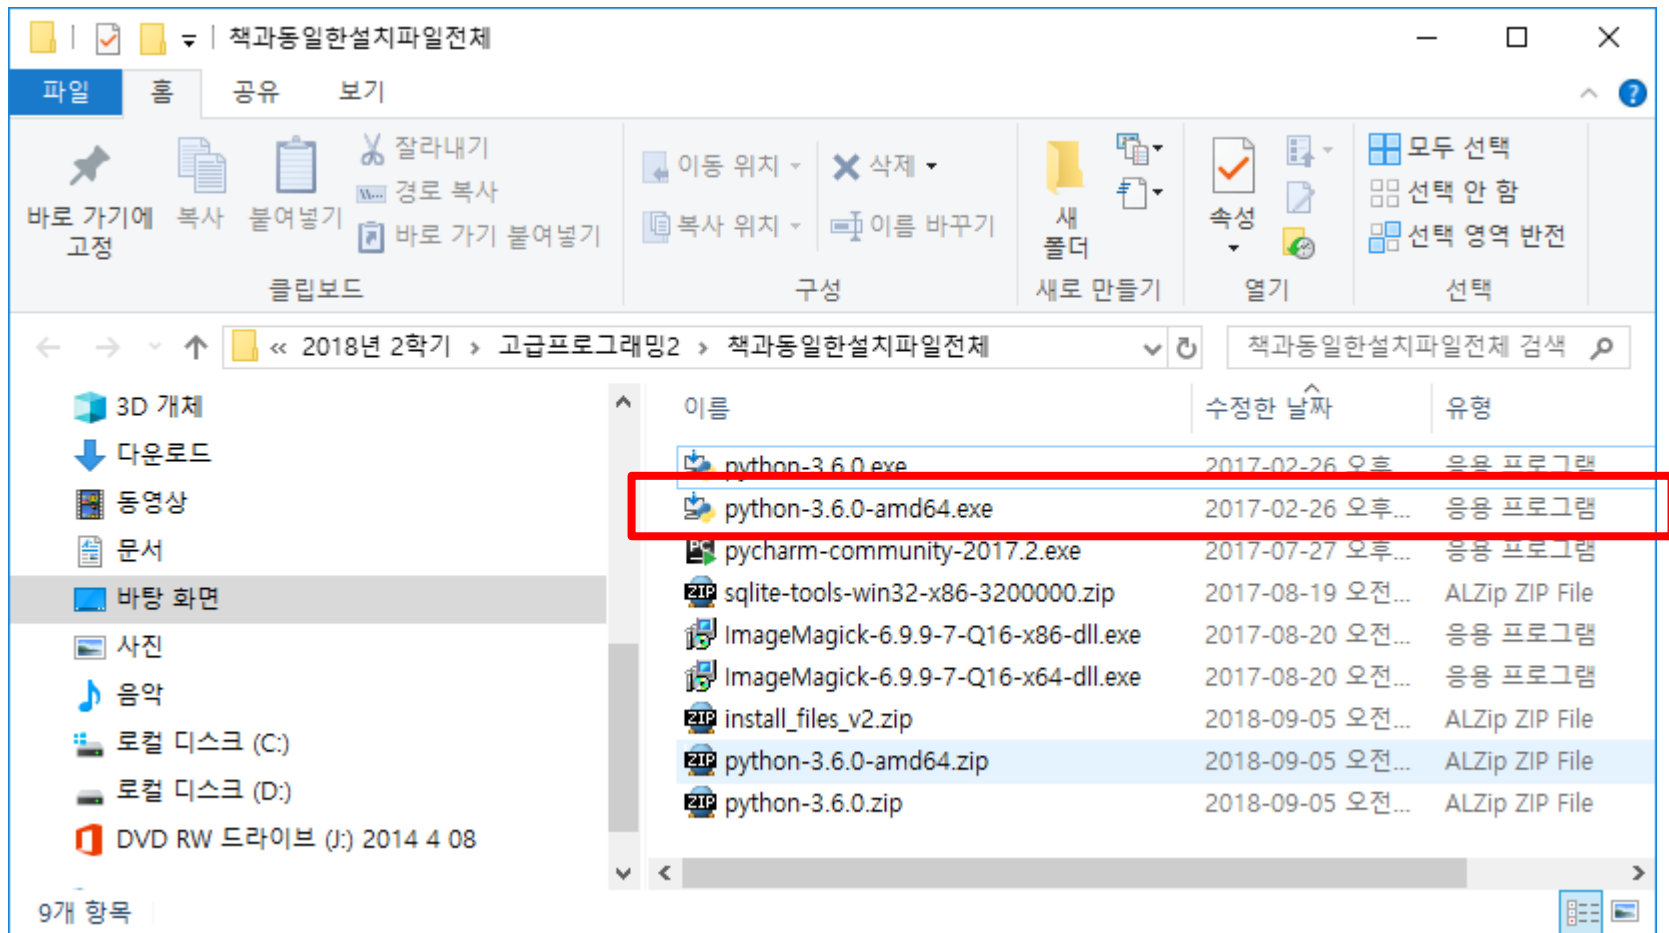 책과동일한설치파일전체
파일 홈 공유 보기
바로 가기에 고정
복사
붙여넣기
잘라내기
경로 복사
바로 가기 붙여넣기
클립보드
이동 위치
복사 위치
삭제
이름 바꾸기
구성
새 폴더
새로 만들기
속성
열기
모두 선택
선택 안 함
선택 영역 반전
선택
« 2018년 2학기 › 고급프로그래밍2 › 책과동일한설치파일전체
책과동일한설치파일전체 검색
3D 개체
다운로드
동영상
문서
바탕 화면
사진
음악
로컬 디스크 (C:)
로컬 디스크 (D:)
DVD RW 드라이브 (J:) 2014 4 08
이름 수정한 날짜 유형
python-3.6.0.exe 2017-02-26 오후... 응용 프로그램
python-3.6.0-amd64.exe 2017-02-26 오후... 응용 프로그램
pycharm-community-2017.2.exe 2017-07-27 오후... 응용 프로그램
sqlite-tools-win32-x86-3200000.zip 2017-08-19 오전... ALZip ZIP File
ImageMagick-6.9.9-7-Q16-x86-dll.exe 2017-08-20 오전... 응용 프로그램
ImageMagick-6.9.9-7-Q16-x64-dll.exe 2017-08-20 오전... 응용 프로그램
install_files_v2.zip 2018-09-05 오전... ALZip ZIP File
python-3.6.0-amd64.zip 2018-09-05 오전... ALZip ZIP File
python-3.6.0.zip 2018-09-05 오전... ALZip ZIP File
9개 항목